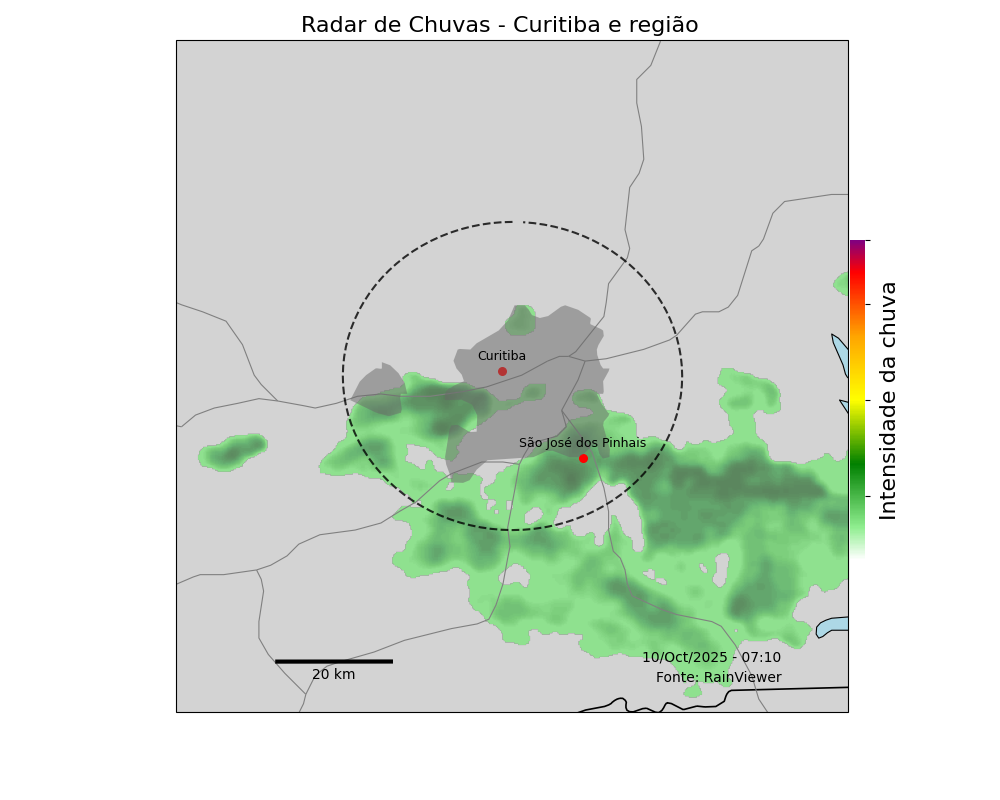 Radar de Chuvas - Curitiba e região
Curitiba
São José dos Pinhais
Intensidade da chuva
10/Oct/2025 - 07:10
Fonte: RainViewer
20 km